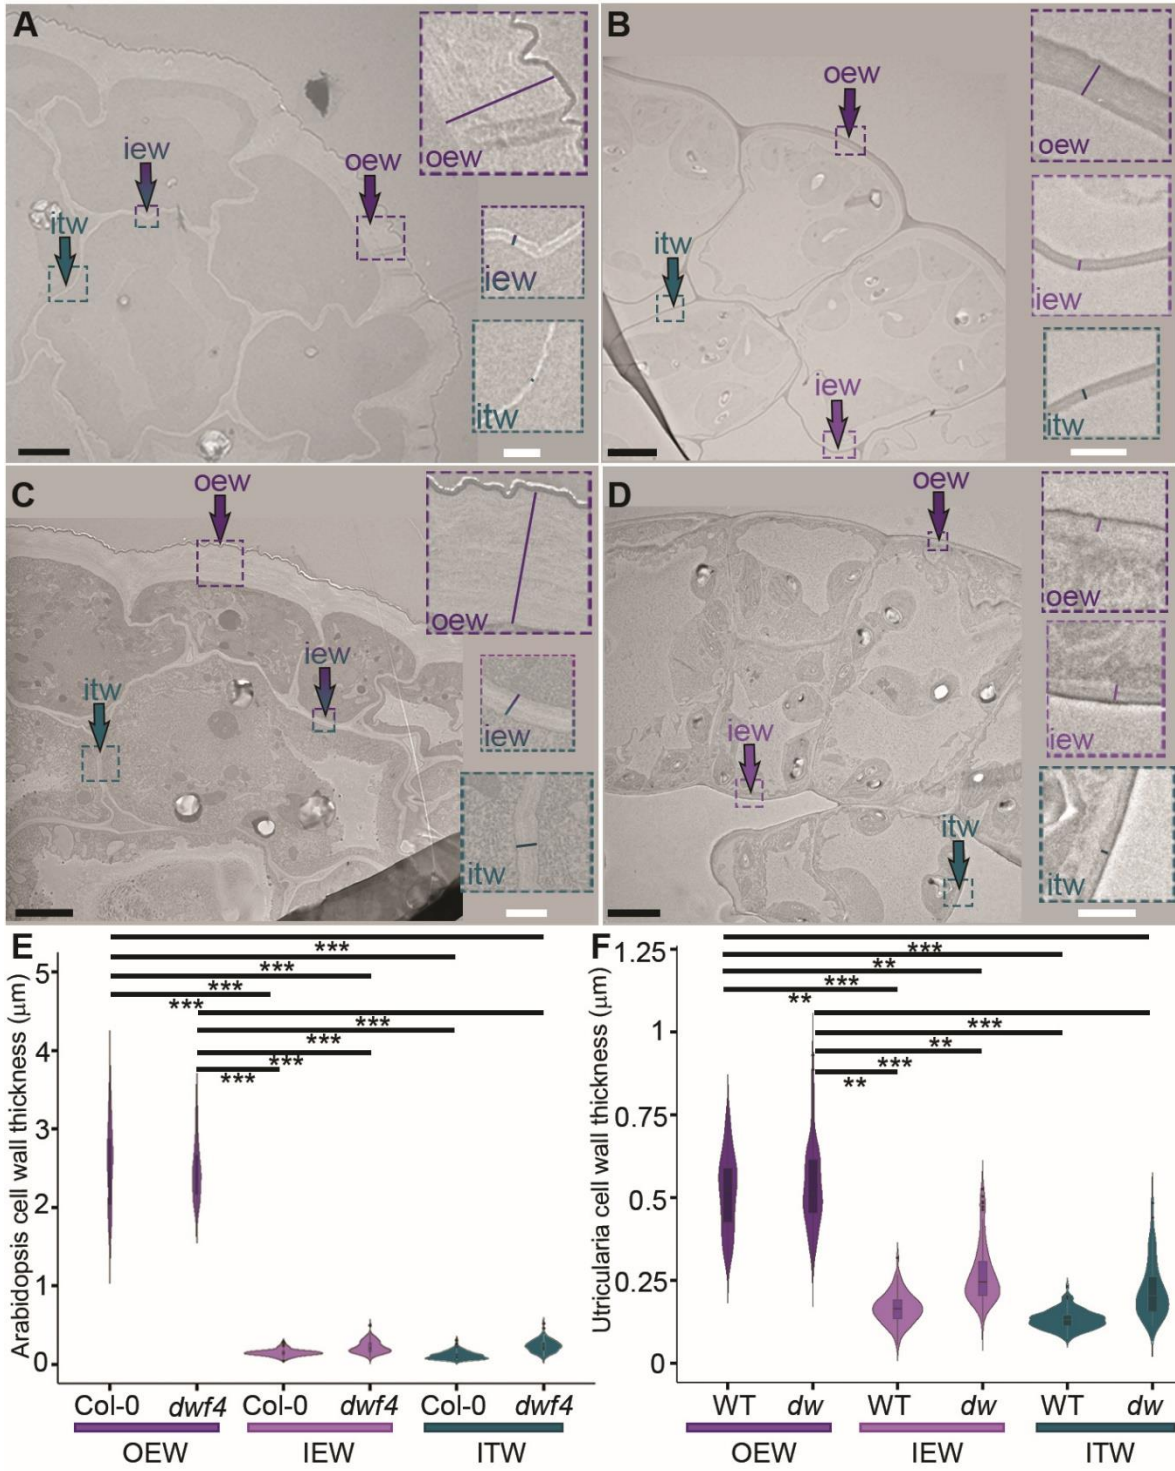 A
oew
iew
oew
itw
iew
itw
B
oew
oew
itw
iew
iew
itw
C
oew
oew
iew
itw
iew
itw
D
oew
oew
iew
iew
itw
itw
E
Arabidopsis cell wall thickness (μm)
5
4
3
2
1
0
***
***
***
***
***
***
***
***
Col-0 dwf4 Col-0 dwf4 Col-0 dwf4
OEW IEW ITW
F
Utricularia cell wall thickness (μm)
1.25
1
0.75
0.5
0.25
0
***
**
***
**
***
**
***
**
WT dw WT dw WT dw
OEW IEW ITW